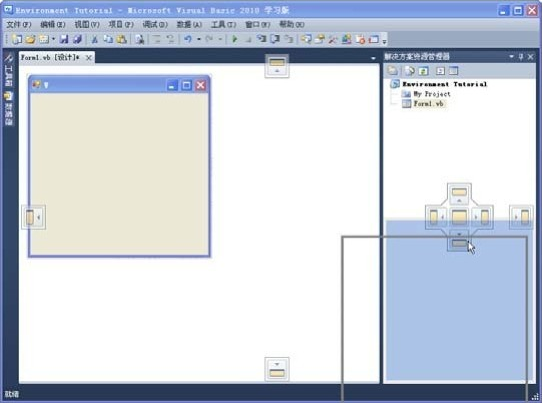 Environment Tutorial - Microsoft Visual Basic 2010 学习版
文件(F) 编辑(E) 视图(V) 项目(P) 调试(D) 数据(A) 工具(T) 窗口(W) 帮助(H)
工具箱
数据源
Form1.vb [设计]*
解决方案资源管理器
Environment Tutorial
My Project
Form1.vb
就绪